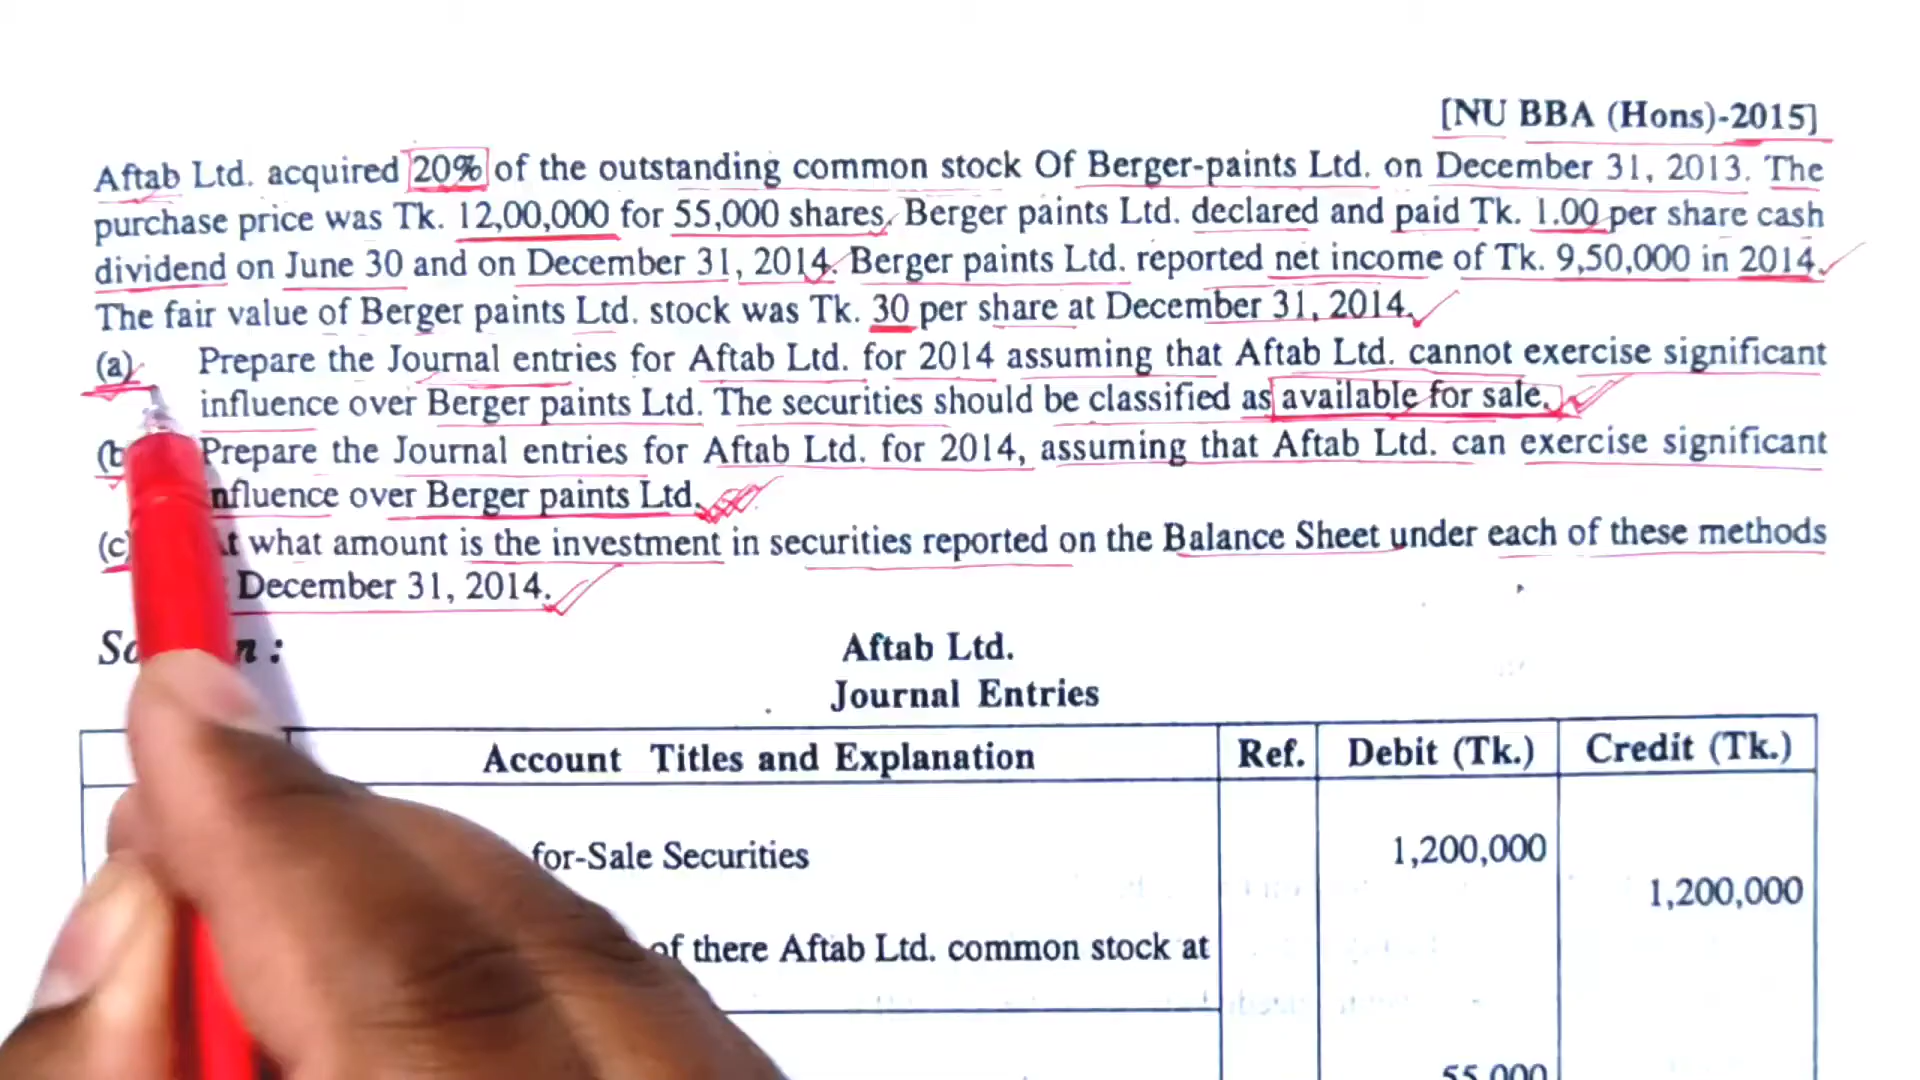 [NU BBA (Hons)-2015]
Aftab Ltd. acquired 20% of the outstanding common stock Of Berger-paints Ltd. on December 31, 2013. The
purchase price was Tk. 12,00,000 for 55,000 shares. Berger paints Ltd. declared and paid Tk. 1.00 per share cash
dividend on June 30 and on December 31, 2014. Berger paints Ltd. reported net income of Tk. 9,50,000 in 2014.
The fair value of Berger paints Ltd. stock was Tk. 30 per share at December 31, 2014.
(a) Prepare the Journal entries for Aftab Ltd. for 2014 assuming that Aftab Ltd. cannot exercise significant
influence over Berger paints Ltd. The securities should be classified as available for sale.
(b Prepare the Journal entries for Aftab Ltd. for 2014, assuming that Aftab Ltd. can exercise significant
nfluence over Berger paints Ltd.
(c) t what amount is the investment in securities reported on the Balance Sheet under each of these methods
December 31, 2014.
So n :
Aftab Ltd.
Journal Entries
Account Titles and Explanation Ref. Debit (Tk.) Credit (Tk.)
for-Sale Securities 1,200,000
1,200,000
of there Aftab Ltd. common stock at
55,000